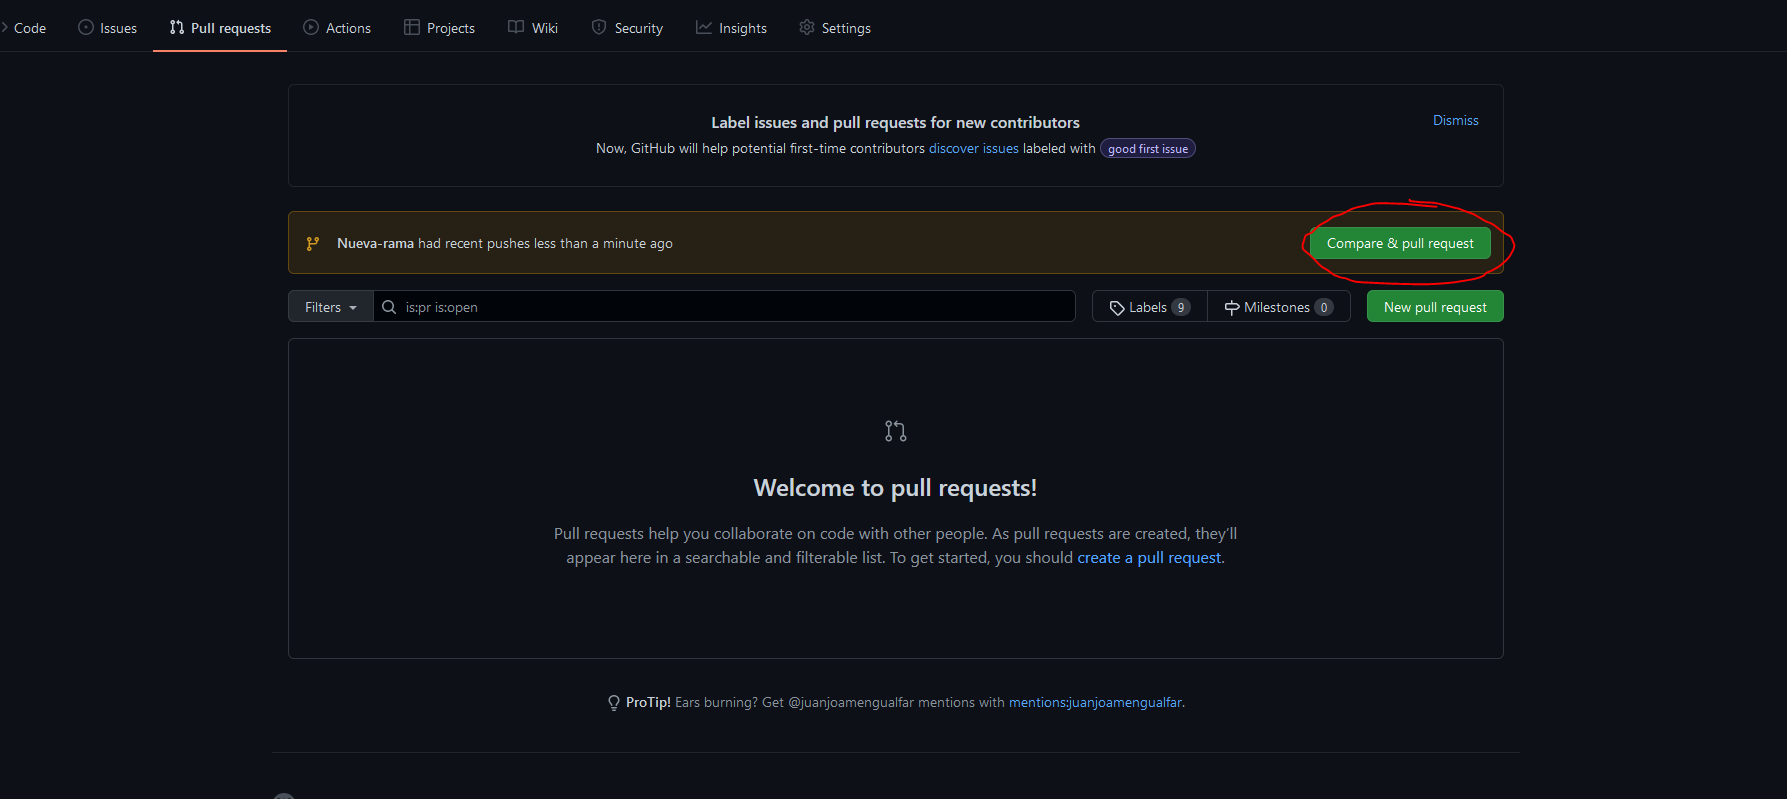 Code Issues Pull requests Actions Projects Wiki Security Insights Settings
Label issues and pull requests for new contributors
Dismiss
Now, GitHub will help potential first-time contributors discover issues labeled with good first issue
Nueva-rama had recent pushes less than a minute ago
Compare & pull request
Filters is:pr is:open Labels 9 Milestones 0 New pull request
Welcome to pull requests!
Pull requests help you collaborate on code with other people. As pull requests are created, they’ll
appear here in a searchable and filterable list. To get started, you should create a pull request.
ProTip! Ears burning? Get @juanjoamengualfar mentions with mentions:juanjoamengualfar.